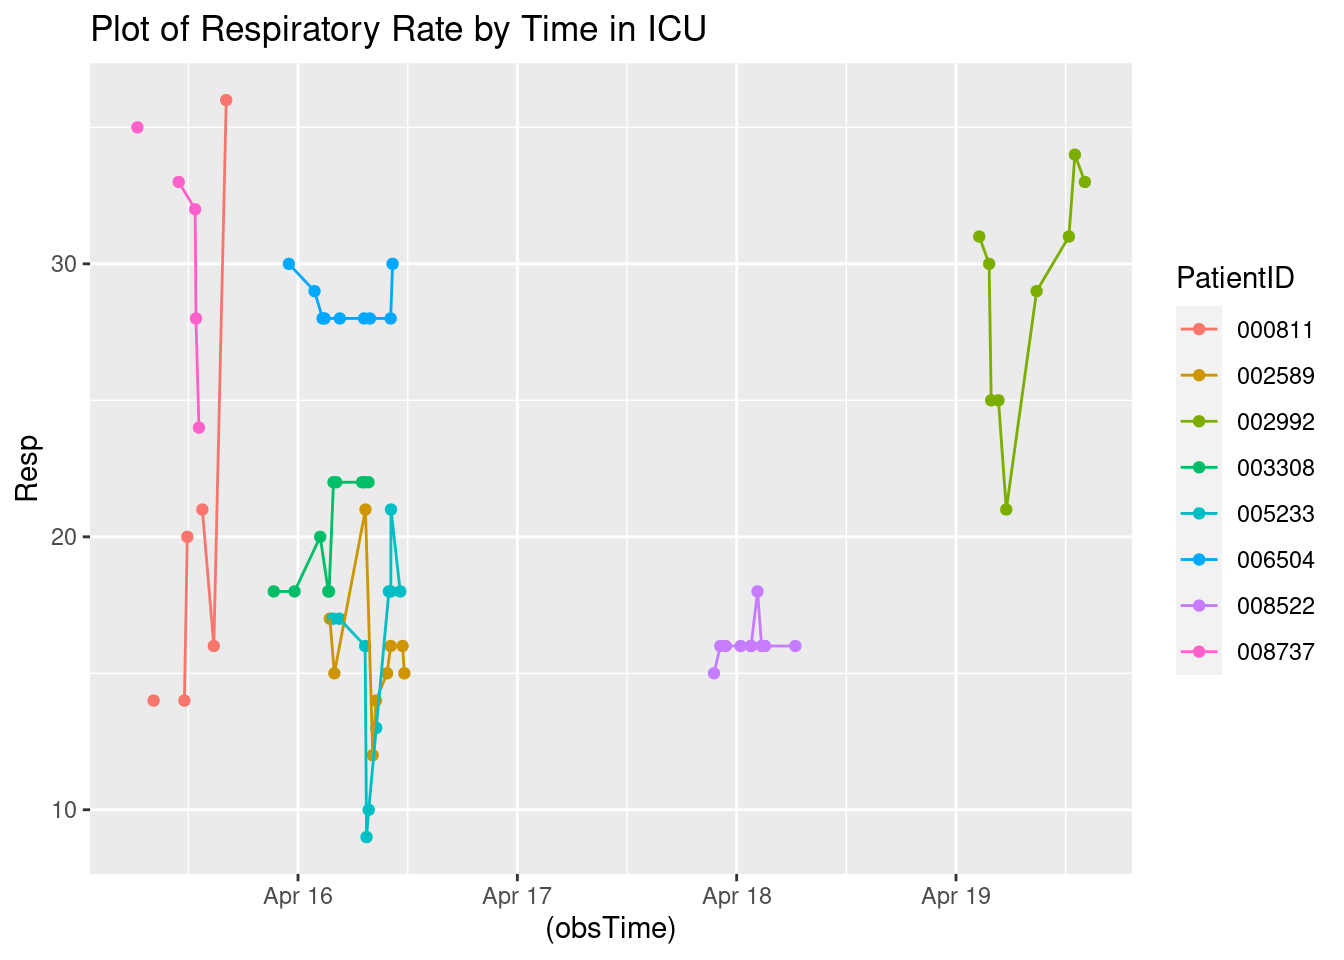 Plot of Respiratory Rate by Time in ICU
30
20
10
Resp
Apr 16
Apr 17
Apr 18
Apr 19
(obsTime)
PatientID
000811
002589
002992
003308
005233
006504
008522
008737